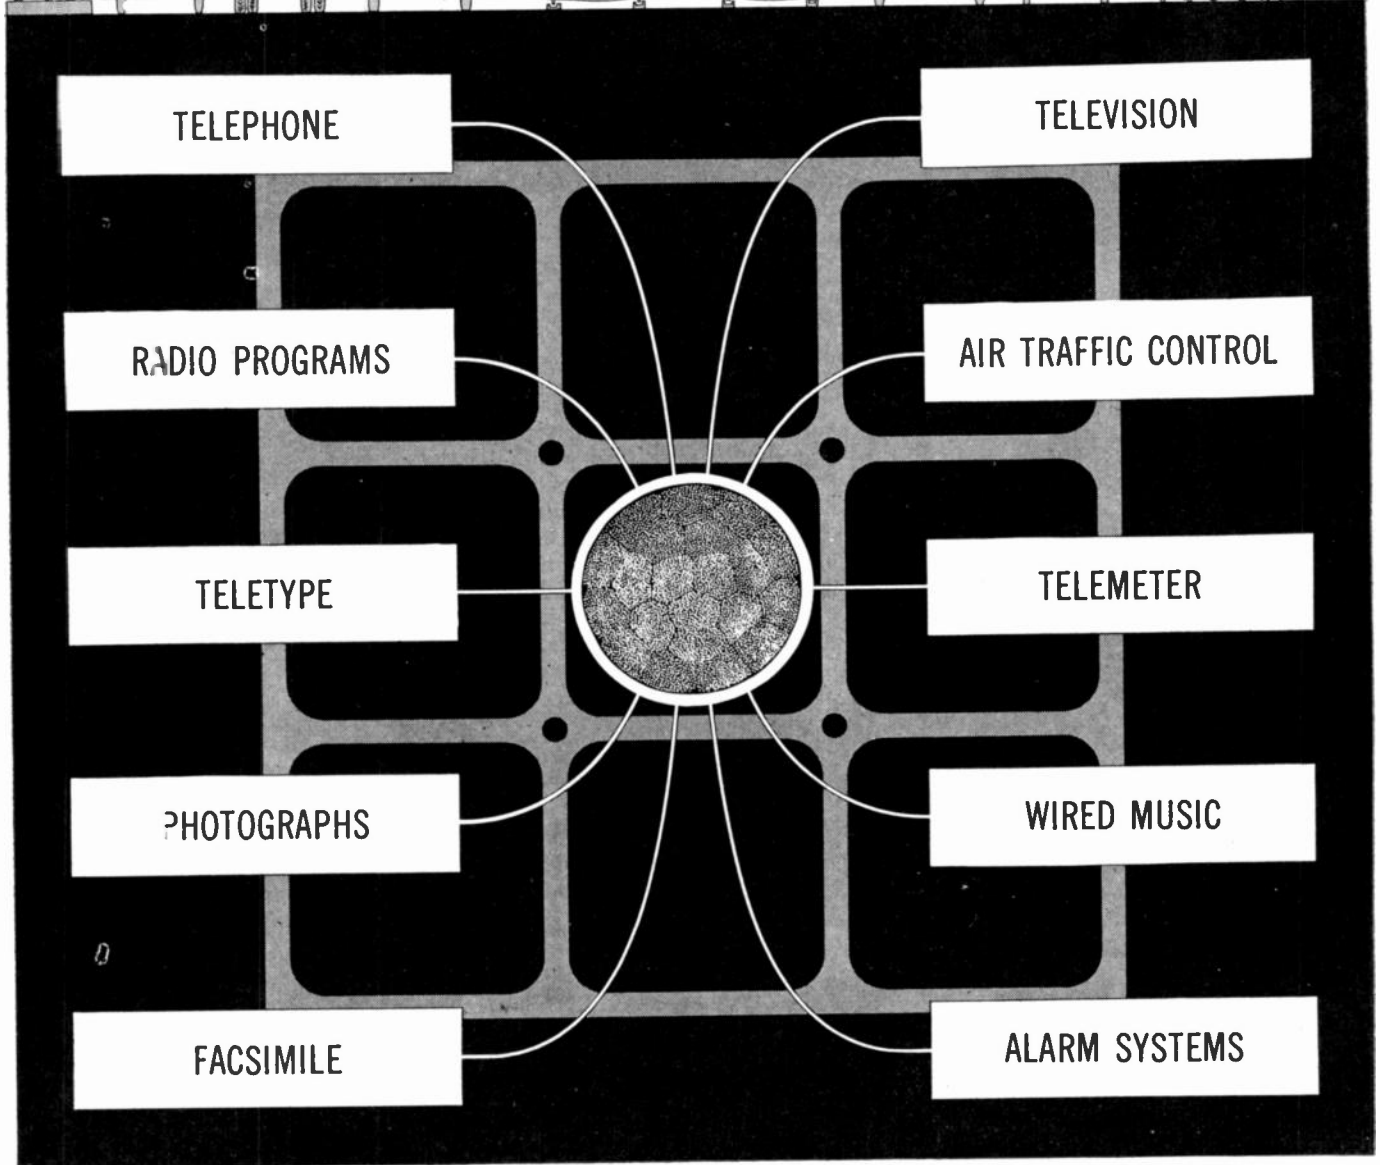 TELEPHONE
TELEVISION
RADIO PROGRAMS
AIR TRAFFIC CONTROL
TELETYPE
TELEMETER
PHOTOGRAPHS
WIRED MUSIC
FACSIMILE
ALARM SYSTEMS